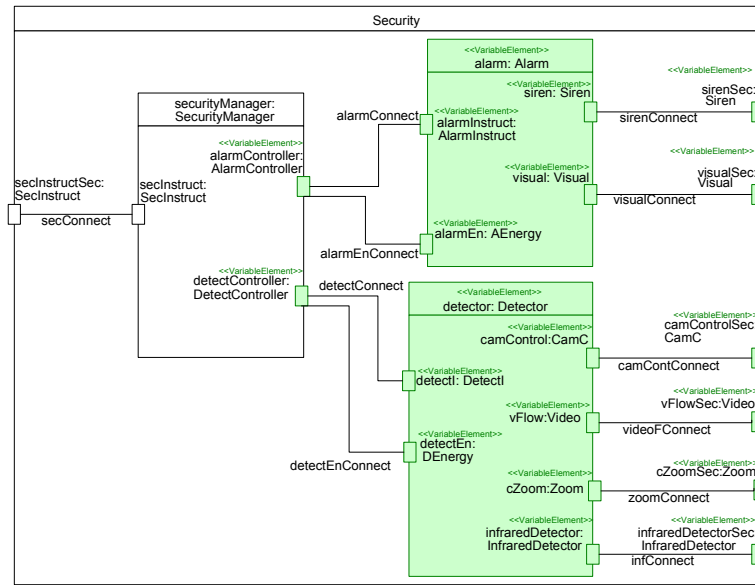 Security
<<VariableElement>>
alarm: Alarm
<<VariableElement>>
siren: Siren
<<VariableElement>>
sirenSec:
Siren
sirenConnect
securityManager:
SecurityManager
alarmConnect
<<VariableElement>>
alarmInstruct:
AlarmInstruct
<<VariableElement>>
alarmController:
AlarmController
<<VariableElement>>
visual: Visual
<<VariableElement>>
visualSec:
Visual
visualConnect
secInstructSec:
SecInstruct
secInstruct:
SecInstruct
secConnect
<<VariableElement>>
alarmEn: AEnergy
alarmEnConnect
<<VariableElement>>
detectController:
DetectController
detectConnect
<<VariableElement>>
detector: Detector
<<VariableElement>>
camControl:CamC
<<VariableElement>>
camControlSec:
CamC
camContConnect
<<VariableElement>>
detectI: DetectI
<<VariableElement>>
vFlow:Video
<<VariableElement>>
vFlowSec:Video
videoFConnect
<<VariableElement>>
detectEn:
DEnergy
detectEnConnect
<<VariableElement>>
cZoom:Zoom
<<VariableElement>>
cZoomSec:Zoom
zoomConnect
<<VariableElement>>
infraredDetector:
InfraredDetector
<<VariableElement>>
infraredDetectorSec:
InfraredDetector
infConnect